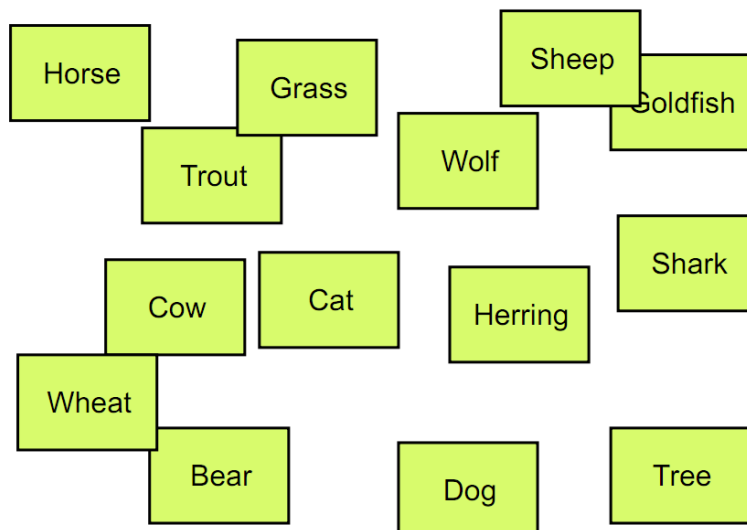 Horse
Grass
Sheep
Goldfish
Trout
Wolf
Shark
Cow
Cat
Herring
Wheat
Bear
Dog
Tree